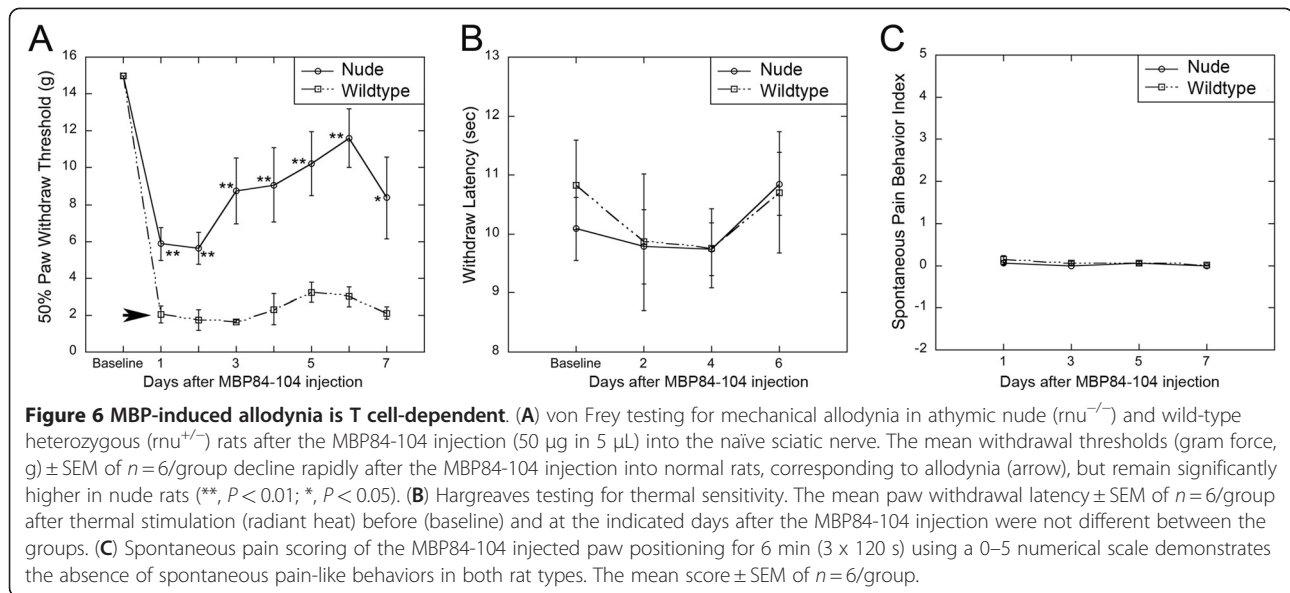 A
16
14
12
10
8
6
4
2
0
50% Paw Withdraw Threshold (g)
Nude
Wildtype
**
**
**
**
**
**
*
Baseline 1 3 5 7
Days after MBP84-104 injection
B
13
12
11
10
9
8
Withdraw Latency (sec)
Nude
Wildtype
Baseline 2 4 6
Days after MBP84-104 injection
C
5
4
3
2
1
0
-1
-2
Spontaneous Pain Behavior Index
Nude
Wildtype
1 3 5 7
Days after MBP84-104 injection
Figure 6 MBP-induced allodynia is T cell-dependent. (A) von Frey testing for mechanical allodynia in athymic nude (rnu−/−) and wild-type
heterozygous (rnu+/−) rats after the MBP84-104 injection (50 μg in 5 μL) into the naïve sciatic nerve. The mean withdrawal thresholds (gram force,
g) ± SEM of n = 6/group decline rapidly after the MBP84-104 injection into normal rats, corresponding to allodynia (arrow), but remain significantly
higher in nude rats (**, P < 0.01; *, P < 0.05). (B) Hargreaves testing for thermal sensitivity. The mean paw withdrawal latency ± SEM of n = 6/group
after thermal stimulation (radiant heat) before (baseline) and at the indicated days after the MBP84-104 injection were not different between the
groups. (C) Spontaneous pain scoring of the MBP84-104 injected paw positioning for 6 min (3 x 120 s) using a 0–5 numerical scale demonstrates
the absence of spontaneous pain-like behaviors in both rat types. The mean score ± SEM of n = 6/group.